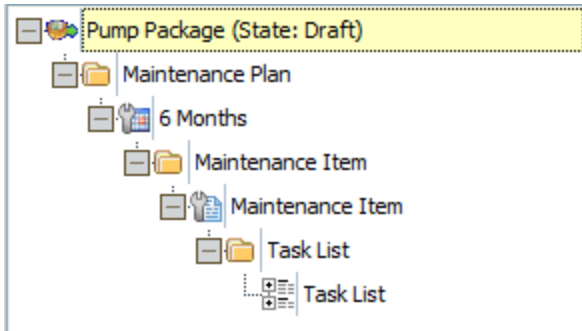 Pump Package (State: Draft)
Maintenance Plan
6 Months
Maintenance Item
Maintenance Item
Task List
Task List